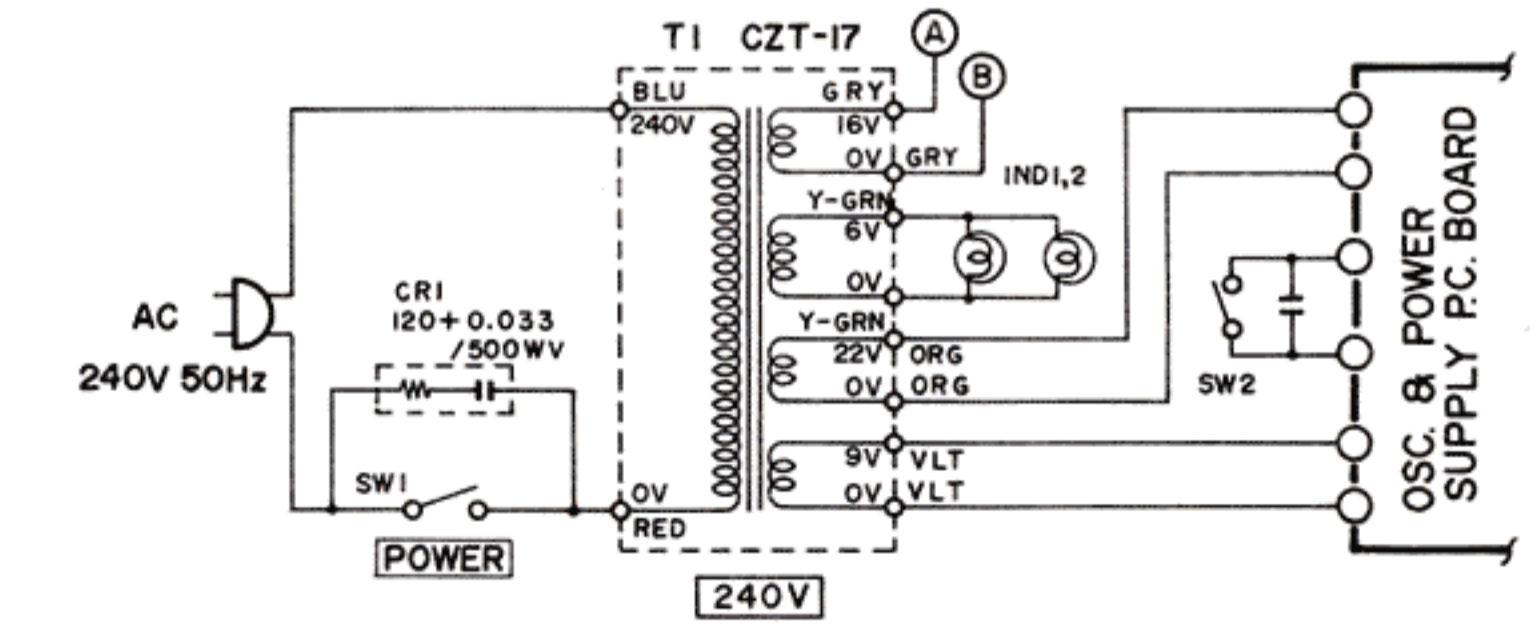 T1 CZT-17
A
B
BLU
240V
GRY
16V
0V GRY
IND1,2
Y-GRN
6V
0V
Y-GRN
22V ORG
0V ORG
9V VLT
0V VLT
0V
RED
AC
240V 50Hz
CR1
120+0.033
/500WV
SW1
POWER
240V
SW2
OSC. & POWER
SUPPLY P.C. BOARD